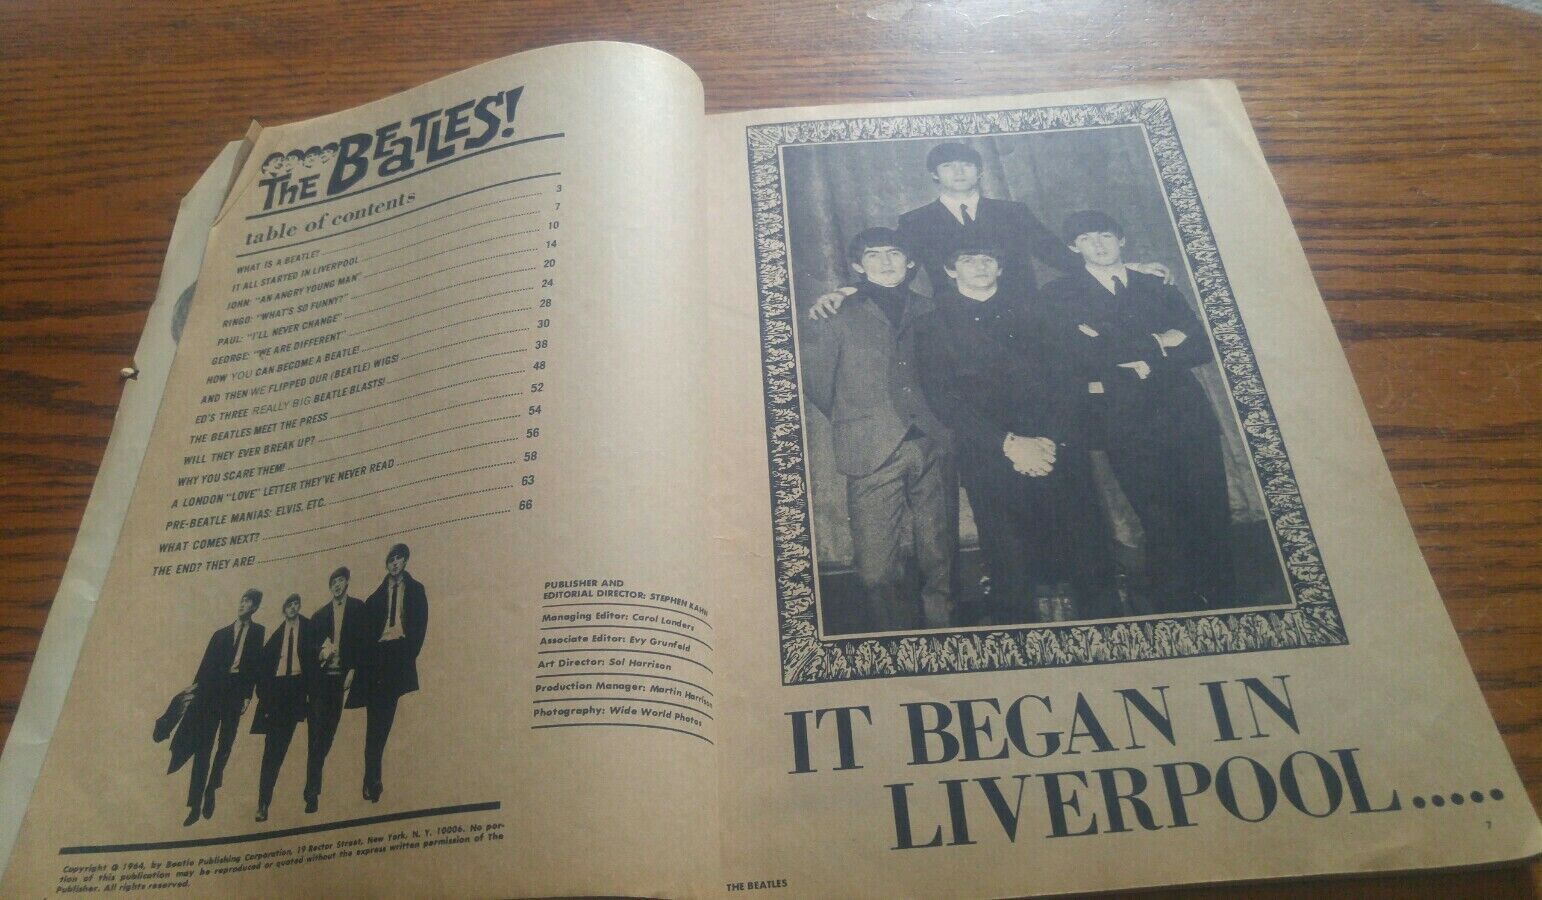 THE BEATLES!
table of contents
WHAT IS A BEATLE! 3
IT ALL STARTED IN LIVERPOOL 7
JOHN: "AN ANGRY YOUNG MAN" 10
RINGO: "WHAT'S SO FUNNY?" 14
PAUL: "I'LL NEVER CHANGE" 20
GEORGE: "WE ARE DIFFERENT" 24
HOW YOU CAN BECOME A BEATLE! 28
AND THEN WE FLIPPED OUR (BEATLE) WIGS! 30
ED'S THREE REALLY BIG BEATLE BLASTS! 38
THE BEATLES MEET THE PRESS 48
WILL THEY EVER BREAK UP? 52
WHY YOU SCARE THEM! 54
A LONDON "LOVE" LETTER THEY'VE NEVER READ 56
PRE-BEATLE MANIAS: ELVIS, ETC. 58
WHAT COMES NEXT? 63
THE END? THEY ARE! 66
PUBLISHER AND
EDITORIAL DIRECTOR: STEPHEN KAHN
Managing Editor: Carol Landers
Associate Editor: Evy Grunfeld
Art Director: Sol Harrison
Production Manager: Martin Harrison
Photography: Wide World Photos
Copyright © 1964, by Beatle Publishing Corporation, 19 Rector Street, New York, N. Y. 10006. No por-
tion of this publication may be reproduced or quoted without the express written permission of The
Publisher. All rights reserved.
IT BEGAN IN
LIVERPOOL.....
7
THE BEATLES